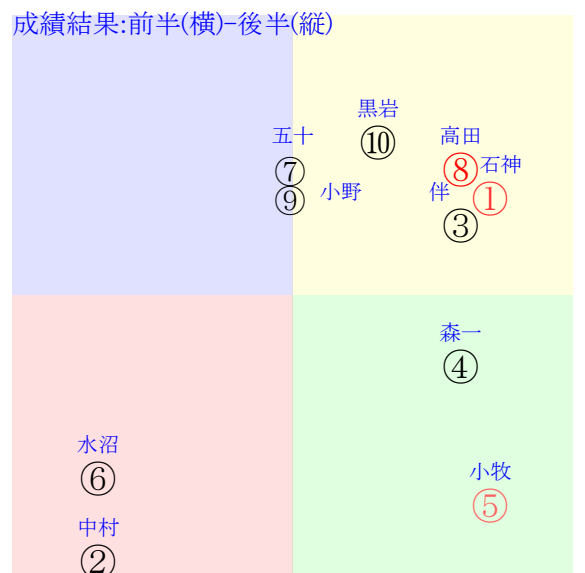 成績結果:前半(横)-後半(縦)
黒岩
⑩
五十
⑦
高田
⑧
石神
①
小野
⑨
伴
③
森一
④
水沼
⑥
小牧
⑤
中村
②